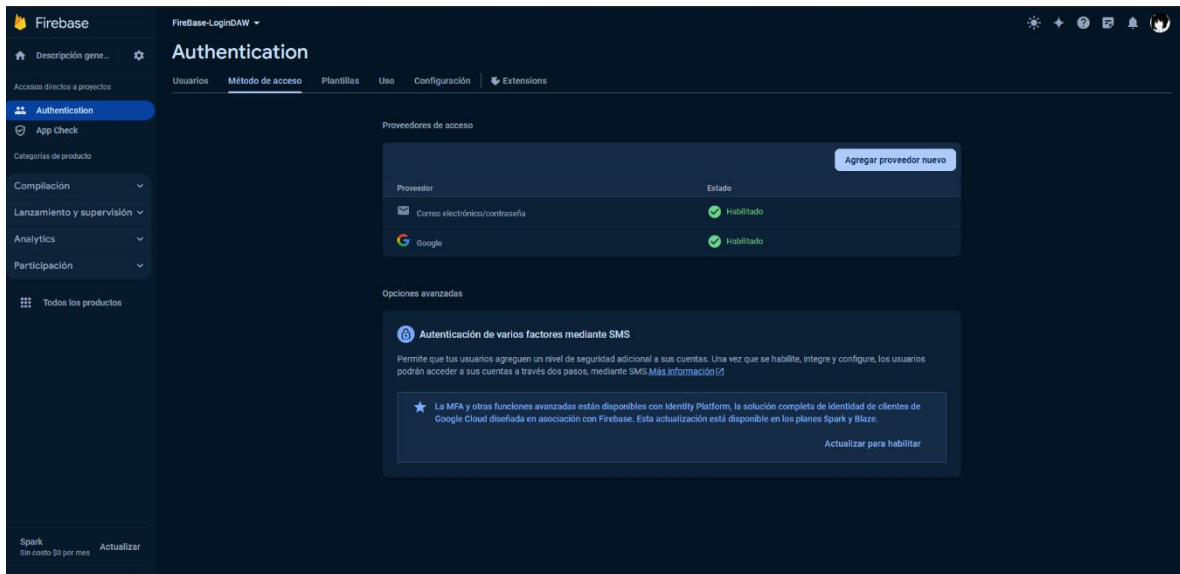 Firebase
Descripción gene...
Accesos directos a proyectos
Authentication
App Check
Categorías de producto
Compilación
Lanzamiento y supervisión
Analytics
Participación
Todos los productos
Spark
Sin costo $0 por mes
Actualizar
FireBase-LoginDAW
Authentication
Usuarios Método de acceso Plantillas Uso Configuración Extensions
Proveedores de acceso
Agregar proveedor nuevo
Proveedor Estado
Correo electrónico/contraseña Habilitado
Google Habilitado
Opciones avanzadas
Autenticación de varios factores mediante SMS
Permite que tus usuarios agreguen un nivel de seguridad adicional a sus cuentas. Una vez que se habilite, integre y configure, los usuarios
podrán acceder a sus cuentas a través dos pasos, mediante SMS.Más información
La MFA y otras funciones avanzadas están disponibles con Identity Platform, la solución completa de identidad de clientes de
Google Cloud diseñada en asociación con Firebase. Esta actualización está disponible en los planes Spark y Blaze.
Actualizar para habilitar